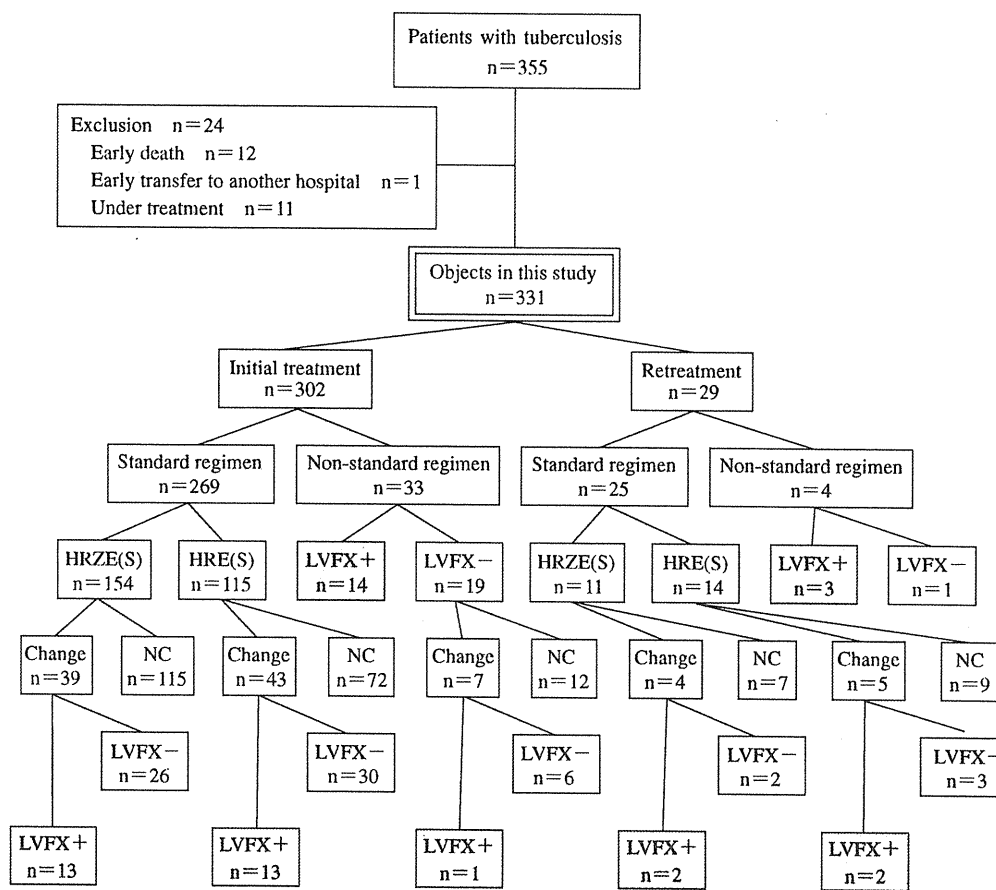 Patients with tuberculosis
n=355
Exclusion n=24
Early death n=12
Early transfer to another hospital n=1
Under treatment n=11
Objects in this study
n=331
Initial treatment
n=302
Retreatment
n=29
Standard regimen
n=269
Non-standard regimen
n=33
Standard regimen
n=25
Non-standard regimen
n=4
HRZE(S)
n=154
HRE(S)
n=115
LVFX+
n=14
LVFX−
n=19
HRZE(S)
n=11
HRE(S)
n=14
LVFX+
n=3
LVFX−
n=1
Change
n=39
NC
n=115
Change
n=43
NC
n=72
Change
n=7
NC
n=12
Change
n=4
NC
n=7
Change
n=5
NC
n=9
LVFX−
n=26
LVFX−
n=30
LVFX−
n=6
LVFX−
n=2
LVFX−
n=3
LVFX+
n=13
LVFX+
n=13
LVFX+
n=1
LVFX+
n=2
LVFX+
n=2